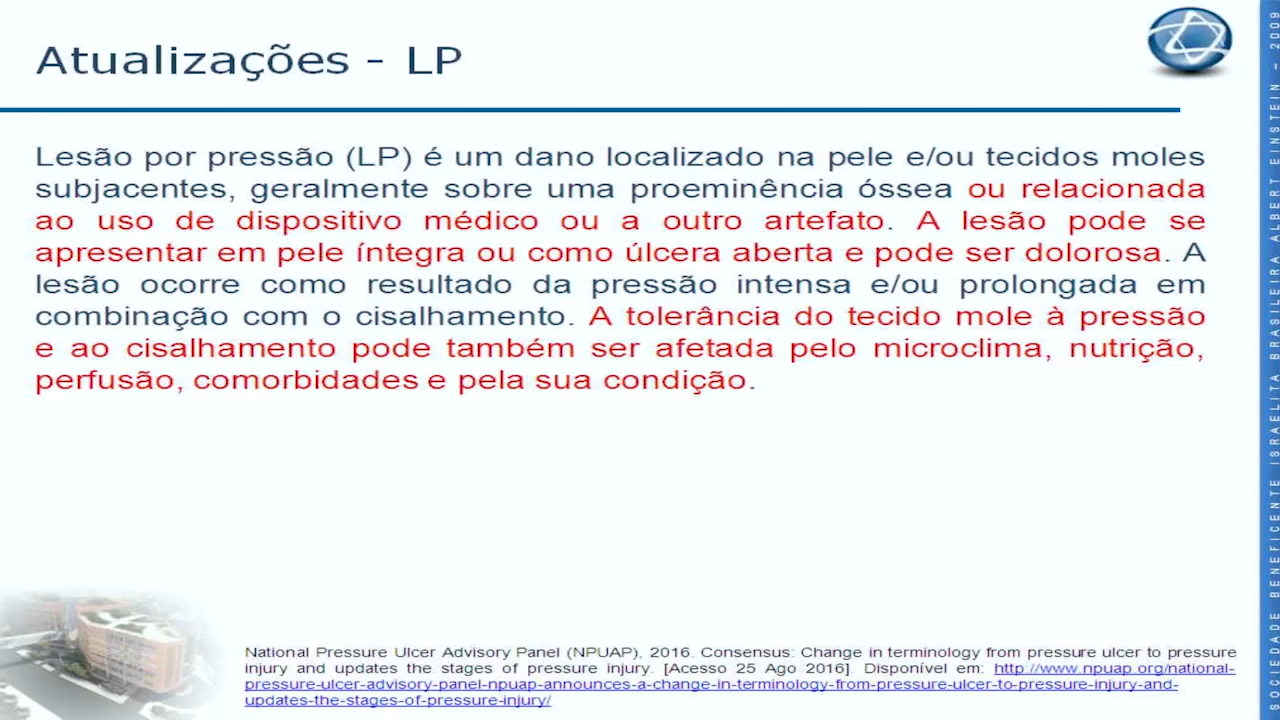 Atualizações - LP
Lesão por pressão (LP) é um dano localizado na pele e/ou tecidos moles
subjacentes, geralmente sobre uma proeminência óssea ou relacionada
ao uso de dispositivo médico ou a outro artefato. A lesão pode se
apresentar em pele íntegra ou como úlcera aberta e pode ser dolorosa. A
lesão ocorre como resultado da pressão intensa e/ou prolongada em
combinação com o cisalhamento. A tolerância do tecido mole à pressão
e ao cisalhamento pode também ser afetada pelo microclima, nutrição,
perfusão, comorbidades e pela sua condição.
National Pressure Ulcer Advisory Panel (NPUAP), 2016. Consensus: Change in terminology from pressure ulcer to pressure
injury and updates the stages of pressure injury. [Acesso 25 Ago 2016]. Disponível em: http://www.npuap.org/national-
pressure-ulcer-advisory-panel-npuap-announces-a-change-in-terminology-from-pressure-ulcer-to-pressure-injury-and-
updates-the-stages-of-pressure-injury/
SOCIEDADE BENEFICENTE ISRAELITA BRASILEIRA ALBERT EINSTEIN - 2009